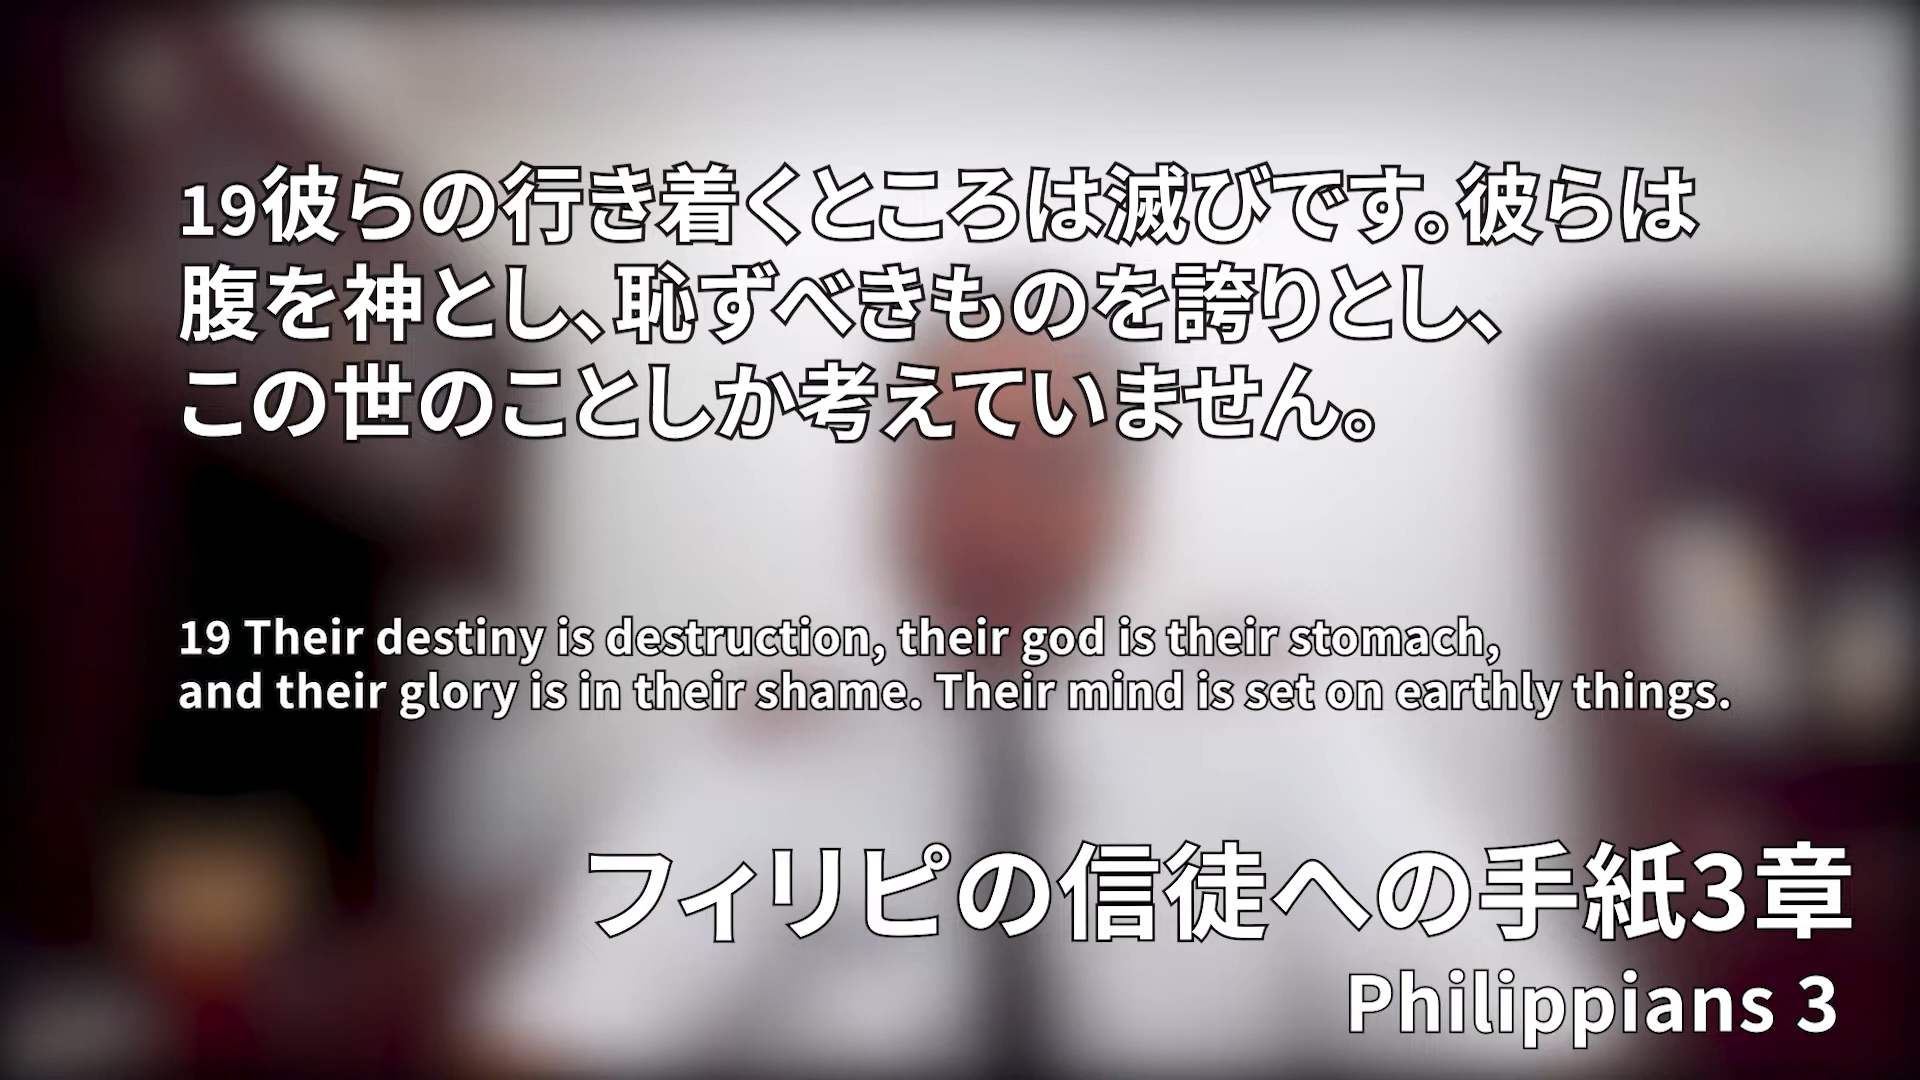 19彼らの行き着くところは滅びです。彼らは
腹を神とし、恥ずべきものを誇りとし、
この世のことしか考えていません。
19 Their destiny is destruction, their god is their stomach,
and their glory is in their shame. Their mind is set on earthly things.
フィリピの信徒への手紙3章
Philippians 3